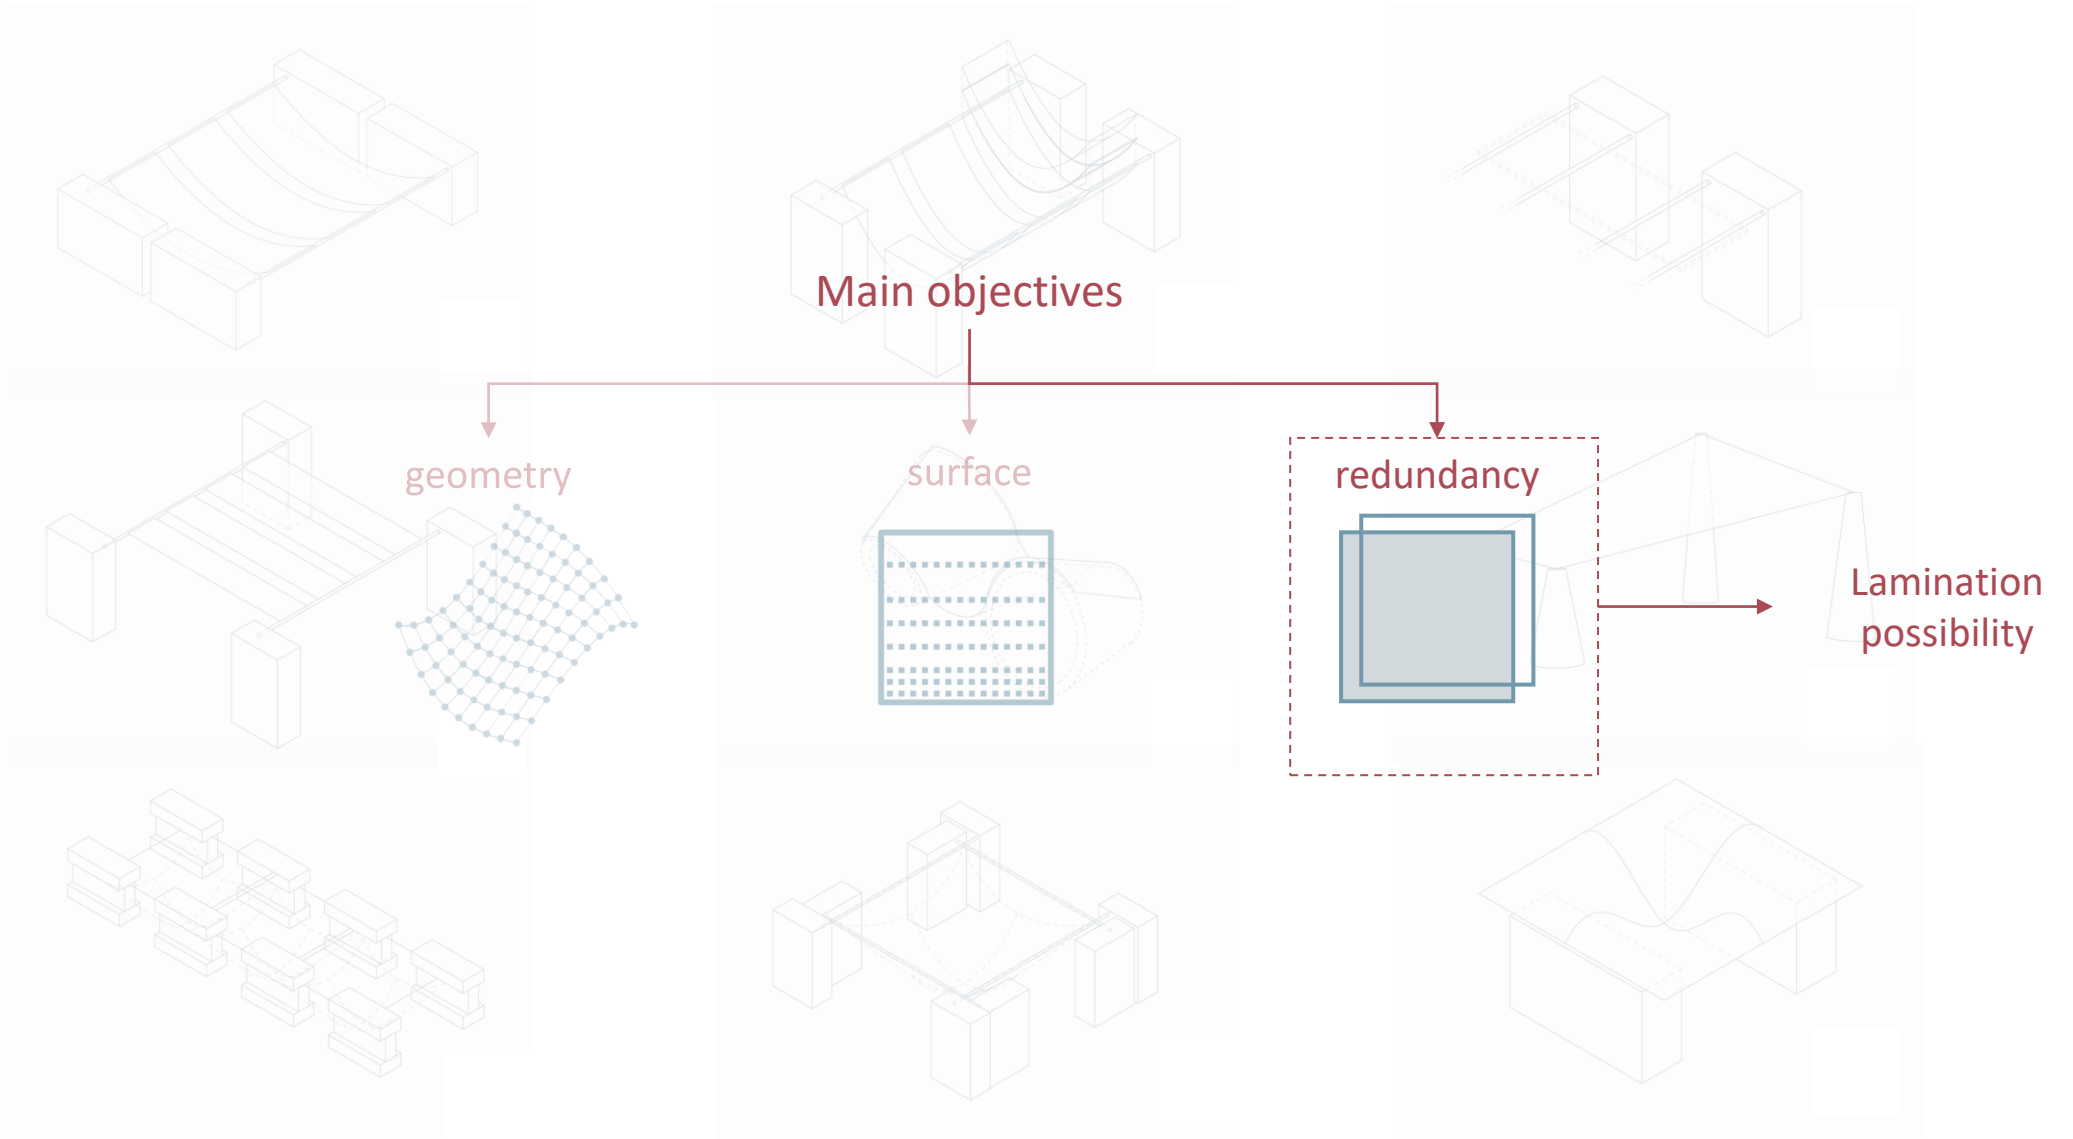 Main objectives
geometry
surface
redundancy
Lamination
possibility